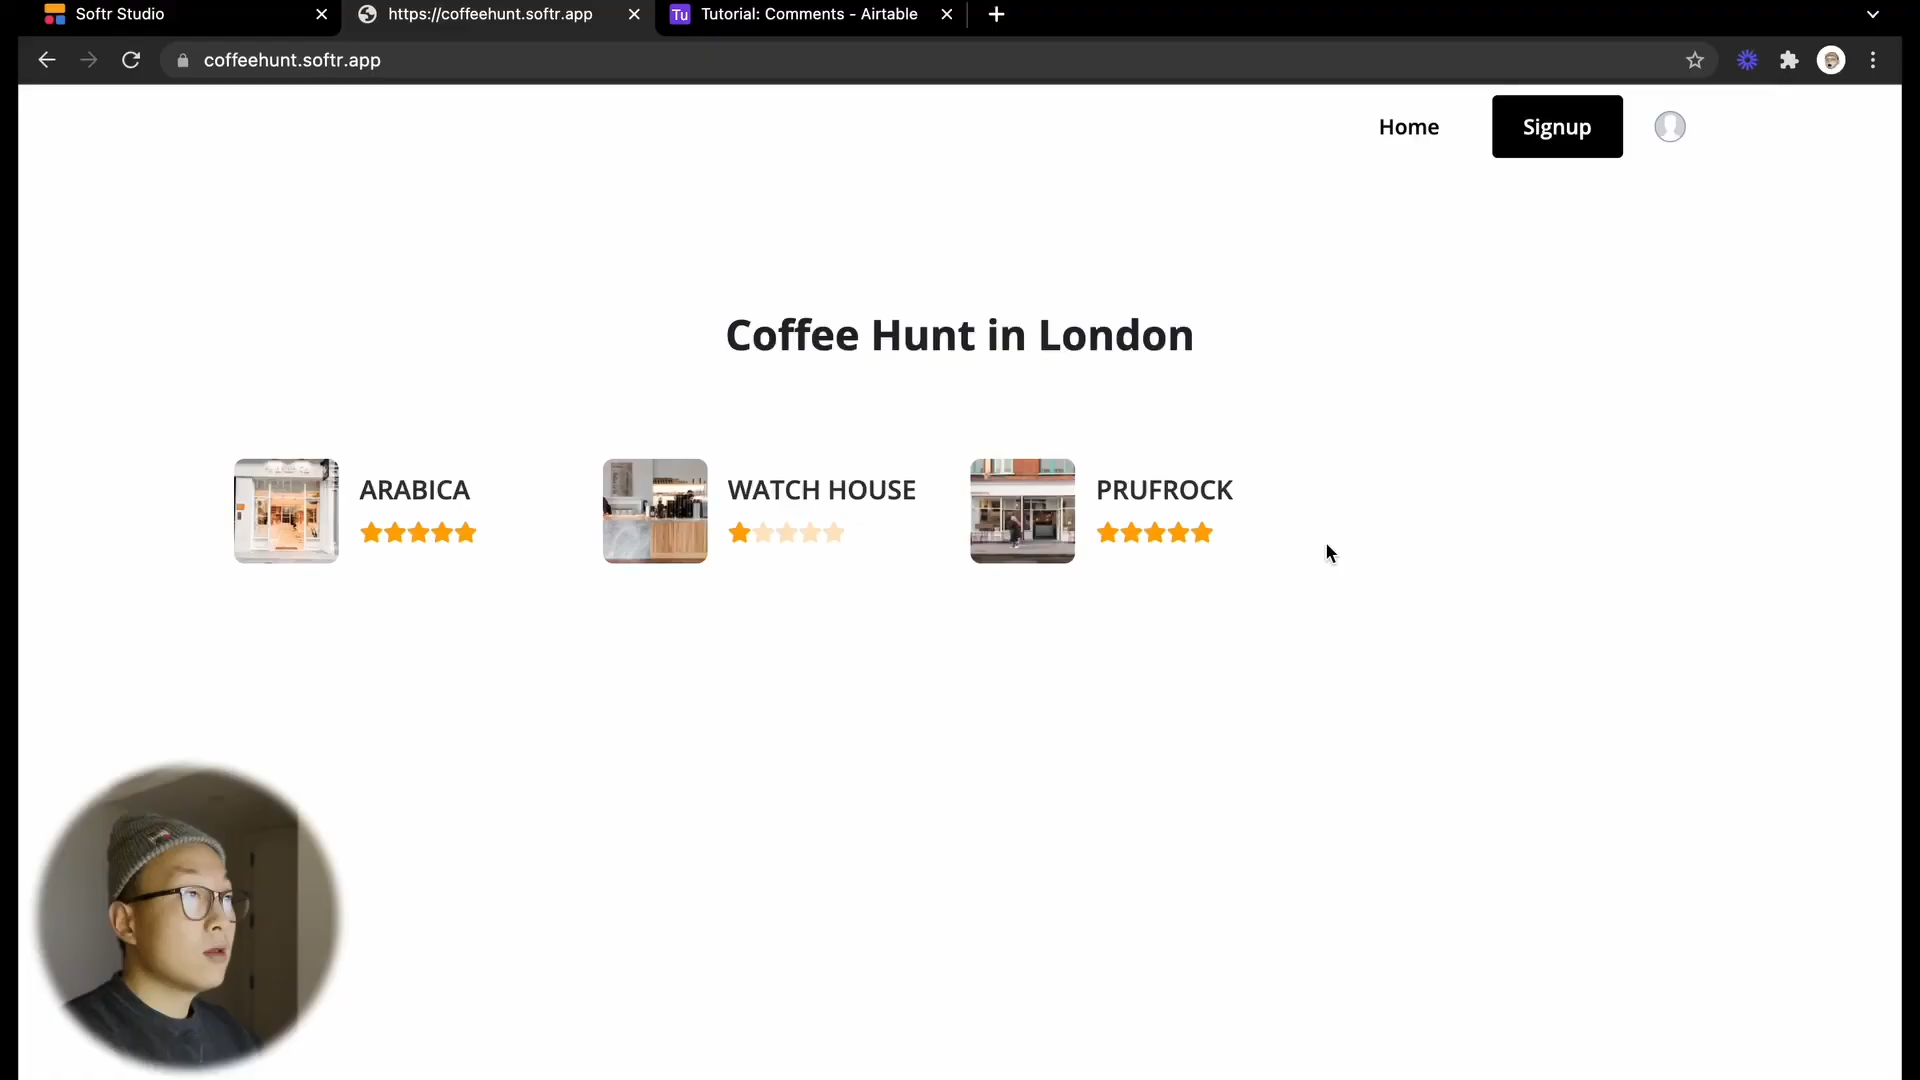 Softr Studio
https://coffeehunt.softr.app
Tu
Tutorial: Comments - Airtable
coffeehunt.softr.app
Home
Signup
Coffee Hunt in London
ARABICA
WATCH HOUSE
PRUFROCK